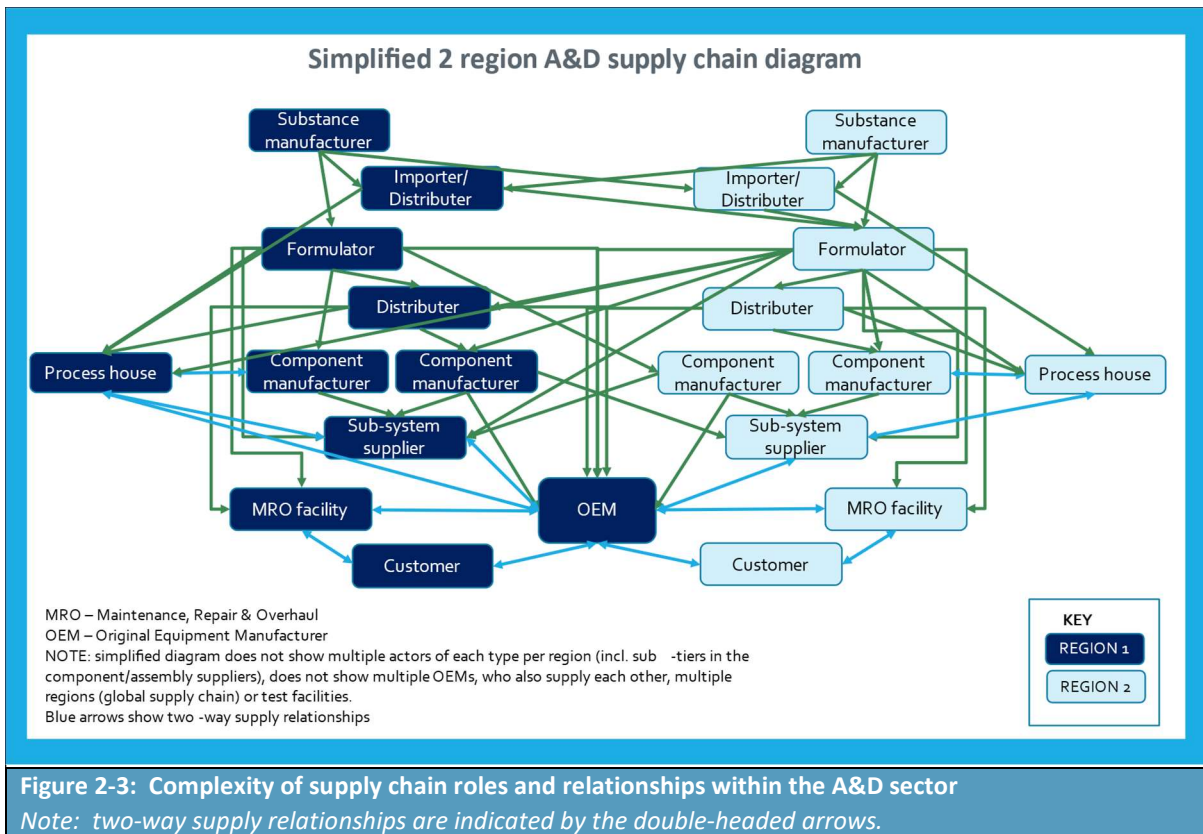 Simplified 2 region A&D supply chain diagram
Substance
manufacturer
Substance
manufacturer
Importer/
Distributer
Importer/
Distributer
Formulator
Formulator
Distributer
Distributer
Process house
Component
manufacturer
Component
manufacturer
Component
manufacturer
Component
manufacturer
Process house
Sub-system
supplier
Sub-system
supplier
MRO facility
OEM
MRO facility
Customer
Customer
MRO – Maintenance, Repair & Overhaul
OEM – Original Equipment Manufacturer
NOTE: simplified diagram does not show multiple actors of each type per region (incl. sub -tiers in the
component/assembly suppliers), does not show multiple OEMs, who also supply each other, multiple
regions (global supply chain) or test facilities.
Blue arrows show two -way supply relationships
KEY
REGION 1
REGION 2
Figure 2-3: Complexity of supply chain roles and relationships within the A&D sector
Note: two-way supply relationships are indicated by the double-headed arrows.